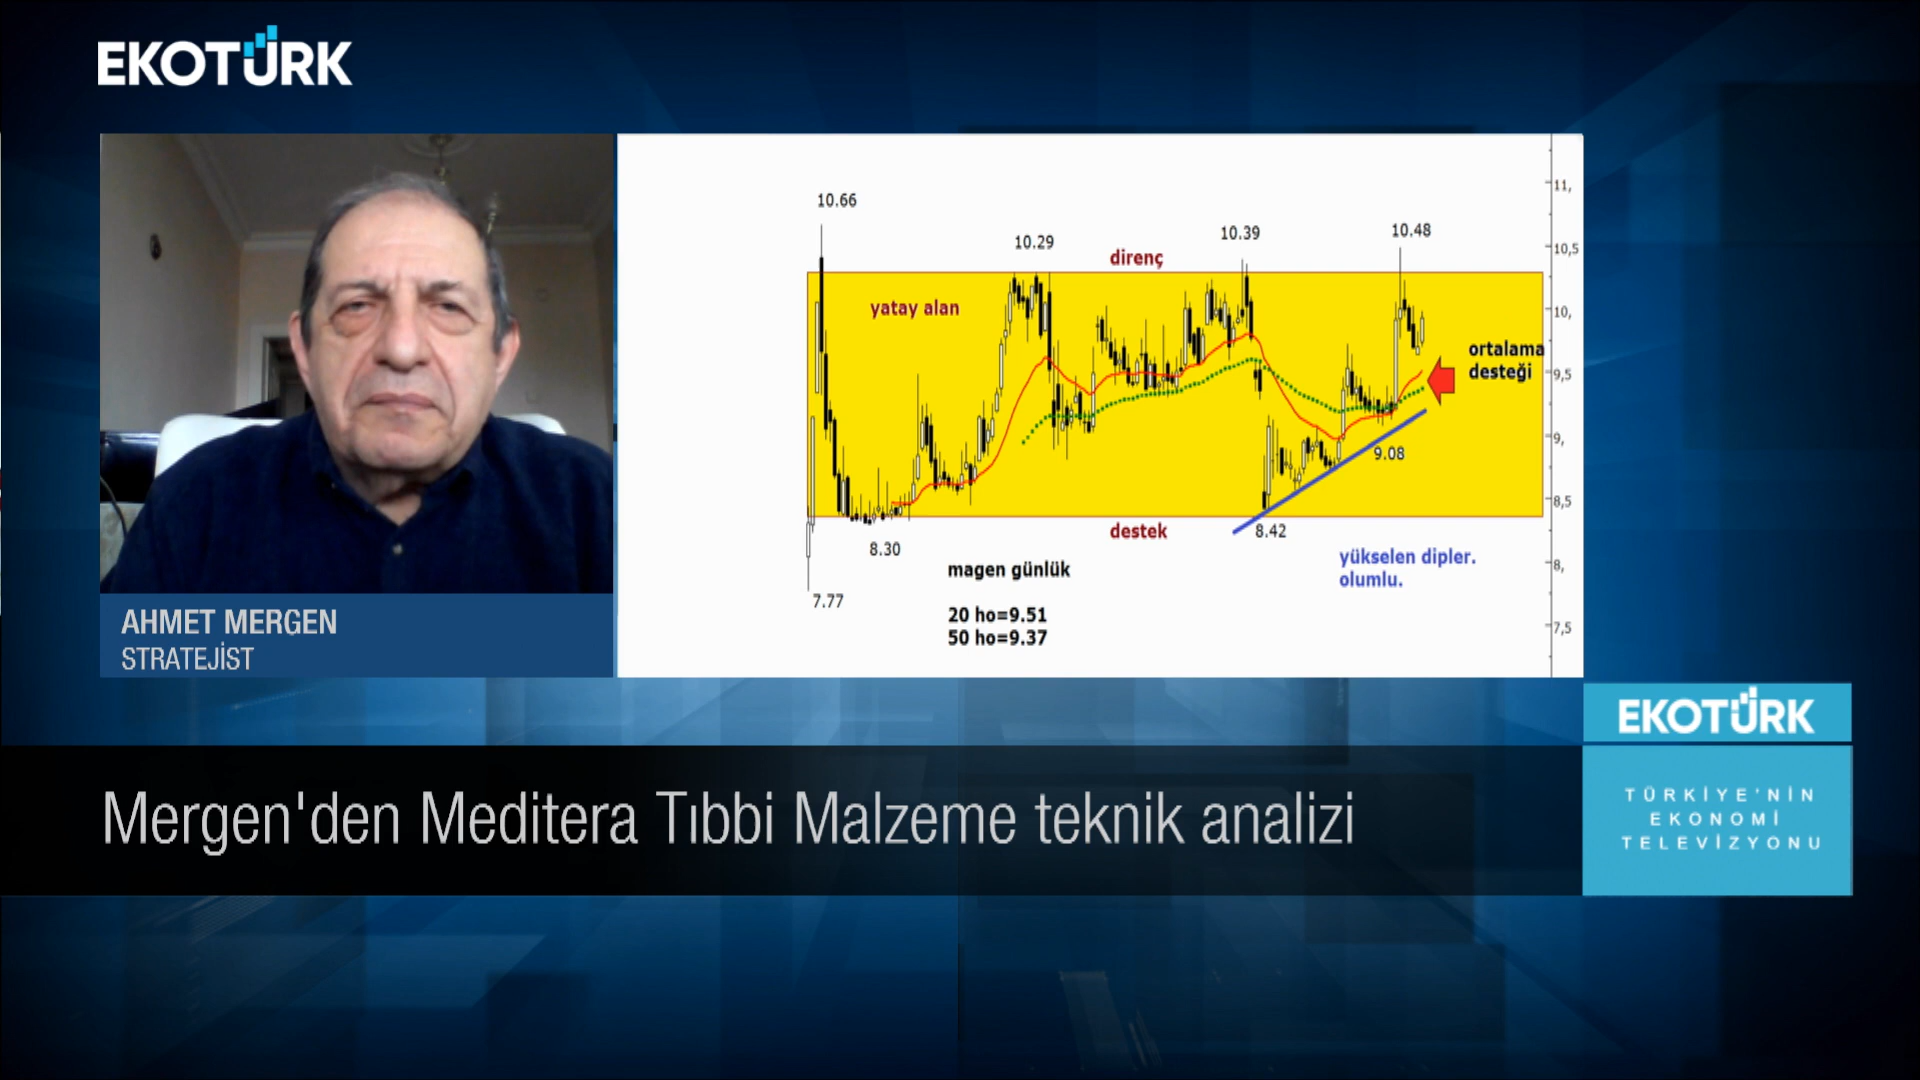 EKOTÜRK
10.66
10.29
10.39
10.48
direnç
yatay alan
ortalama
desteği
9.08
destek
8.42
8.30
7.77
yükselen dipler.
olumlu.
magen günlük
20 ho=9.51
50 ho=9.37
11,
10,5
10,
9,5
9,
8,5
8,
7,5
AHMET MERGEN
STRATEJİST
EKOTÜRK
TÜRKİYE'NİN
EKONOMİ
TELEVİZYONU
Mergen'den Meditera Tıbbi Malzeme teknik analizi